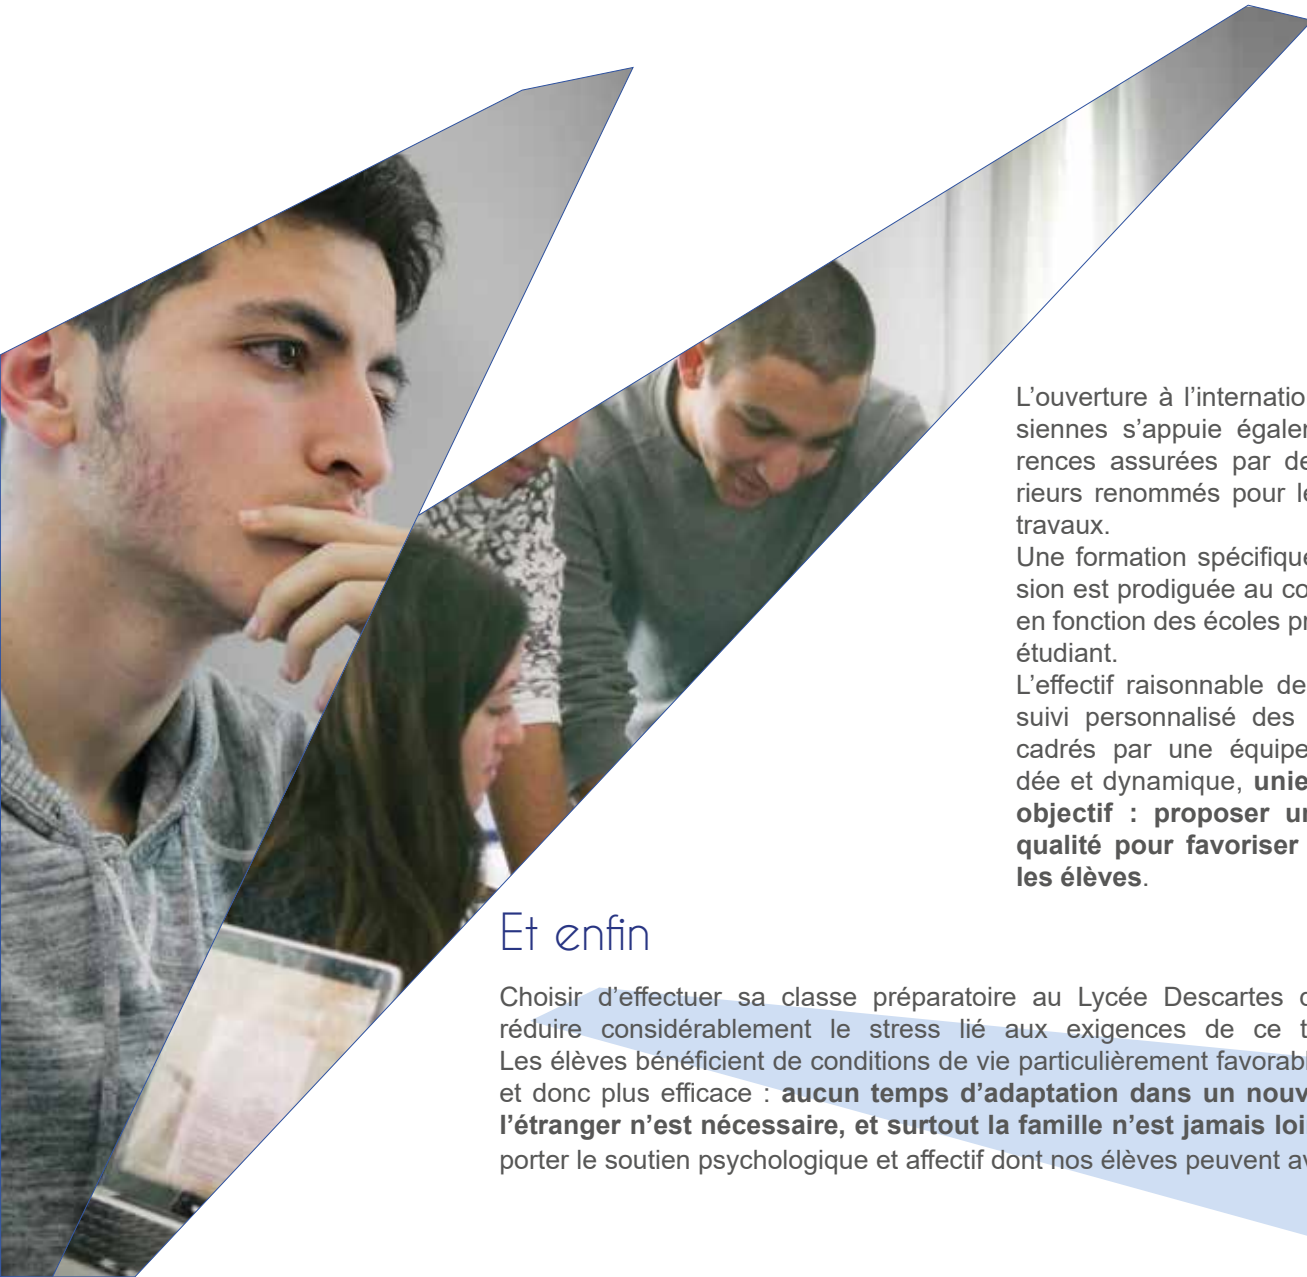 L’ouverture à l’internatio
siennes s’appuie égaler
rences assurées par de
rieurs renommés pour le
travaux.
Une formation spécifique
sion est prodiguée au co
en fonction des écoles pr
étudiant.
L’effectif raisonnable de
suivi personnalisé des
cadrés par une équipe
dée et dynamique, unie
objectif : proposer ur
qualité pour favoriser
les élèves.
Et enfin
Choisir d’effectuer sa classe préparatoire au Lycée Descartes c
réduire considérablement le stress lié aux exigences de ce t
Les élèves bénéficient de conditions de vie particulièrement favorabl
et donc plus efficace : aucun temps d’adaptation dans un nouv
l’étranger n’est nécessaire, et surtout la famille n’est jamais loi
porter le soutien psychologique et affectif dont nos élèves peuvent av